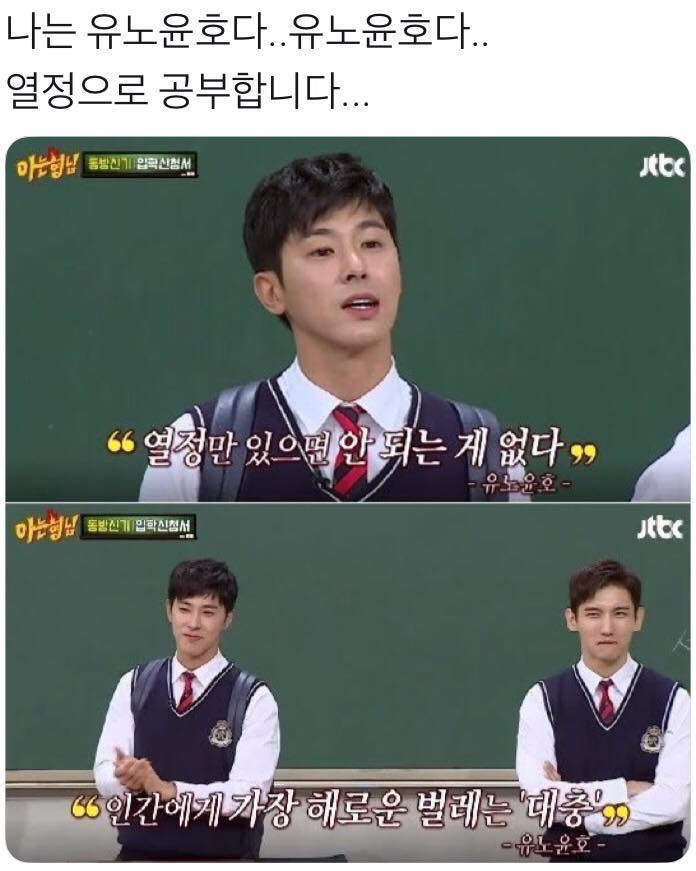 나는 유노윤호다..유노윤호다..
열정으로 공부합니다...
아는형님 동방신기 입학신청서 jtbc
“열정만 있으면 안 되는 게 없다”
- 유노윤호 -
아는형님 동방신기 입학신청서 jtbc
“인간에게 가장 해로운 벌레는 '대충'”
- 유노윤호 -